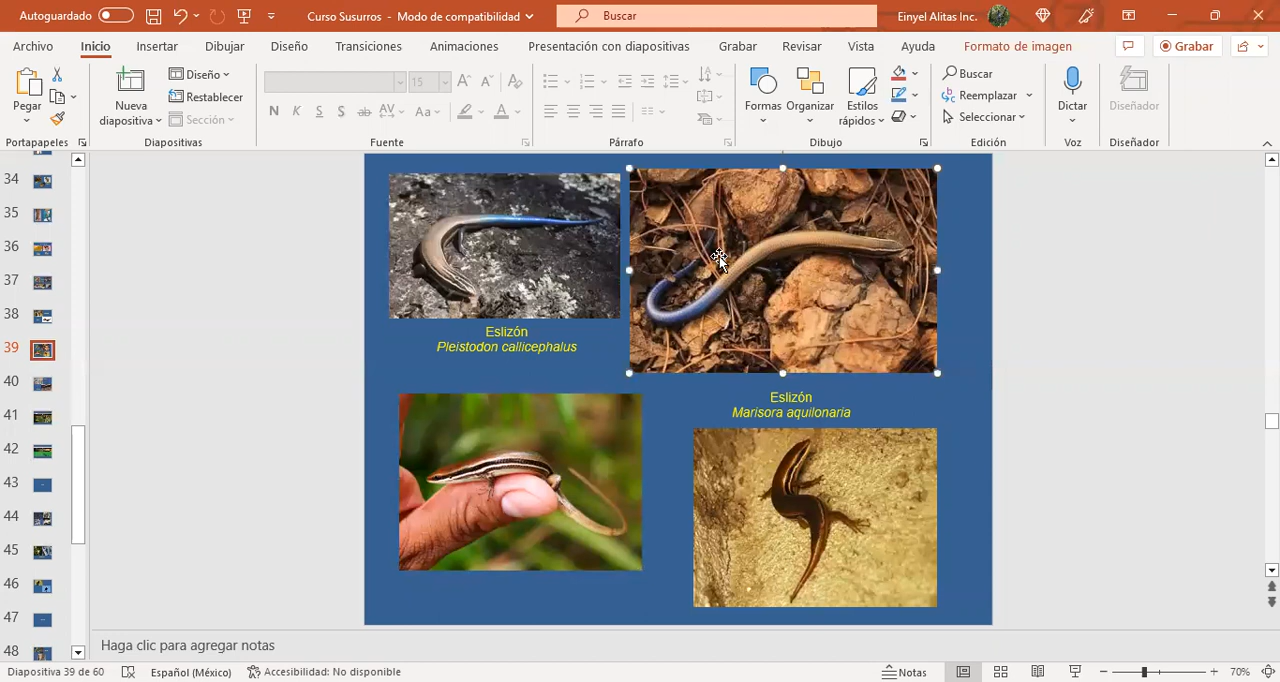 Autoguardado
Curso Susurros - Modo de compatibilidad
Buscar
Einyel Alitas Inc.
Archivo
Inicio
Insertar
Dibujar
Diseño
Transiciones
Animaciones
Presentación con diapositivas
Grabar
Revisar
Vista
Ayuda
Formato de imagen
Grabar
Pegar
Nueva diapositiva
Diseño
Restablecer
Sección
15
N K S S ab AV Aa A
Formas
Organizar
Estilos rápidos
Buscar
Reemplazar
Seleccionar
Dictar
Diseñador
Portapapeles
Diapositivas
Fuente
Párrafo
Dibujo
Edición
Voz
Diseñador
34
35
36
37
38
39
40
41
42
43
44
45
46
47
48
Eslizón
Pleistodon callicephalus
Eslizón
Marisora aquilonaria
Haga clic para agregar notas
Diapositiva 39 de 60
Español (México)
Accesibilidad: No disponible
Notas
70%